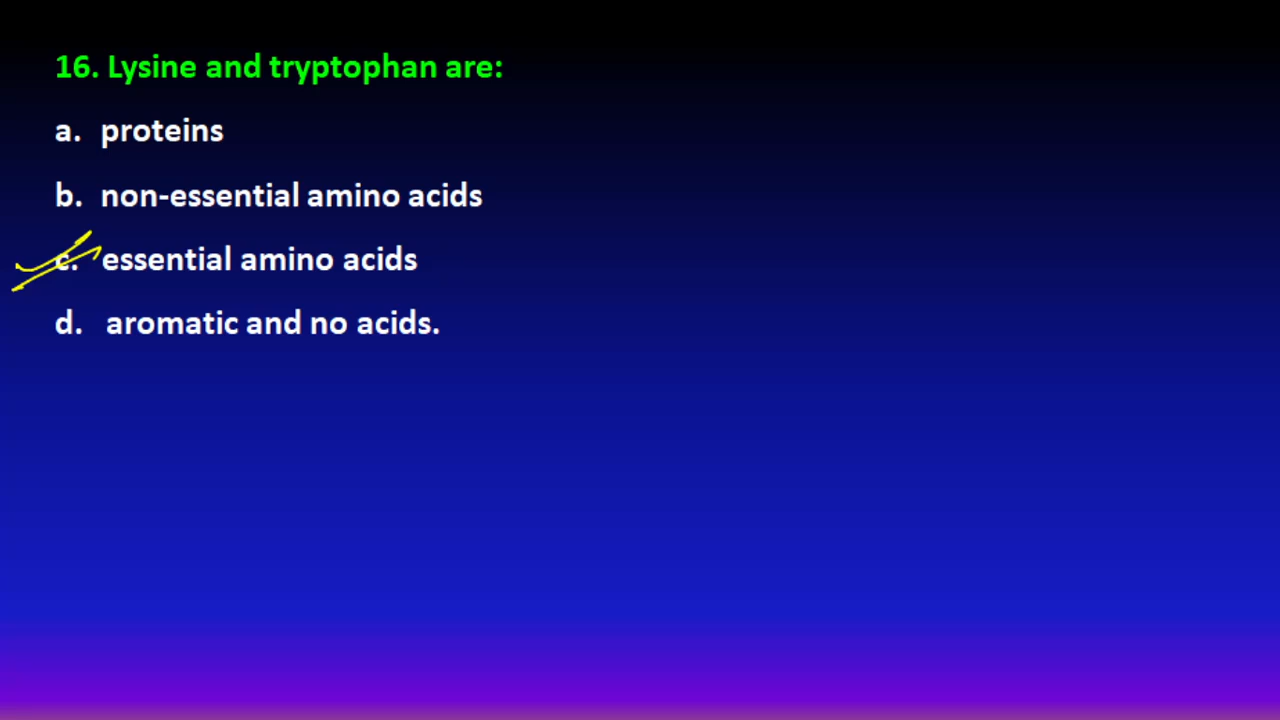 16. Lysine and tryptophan are:
a. proteins
b. non-essential amino acids
c. essential amino acids
d. aromatic and no acids.